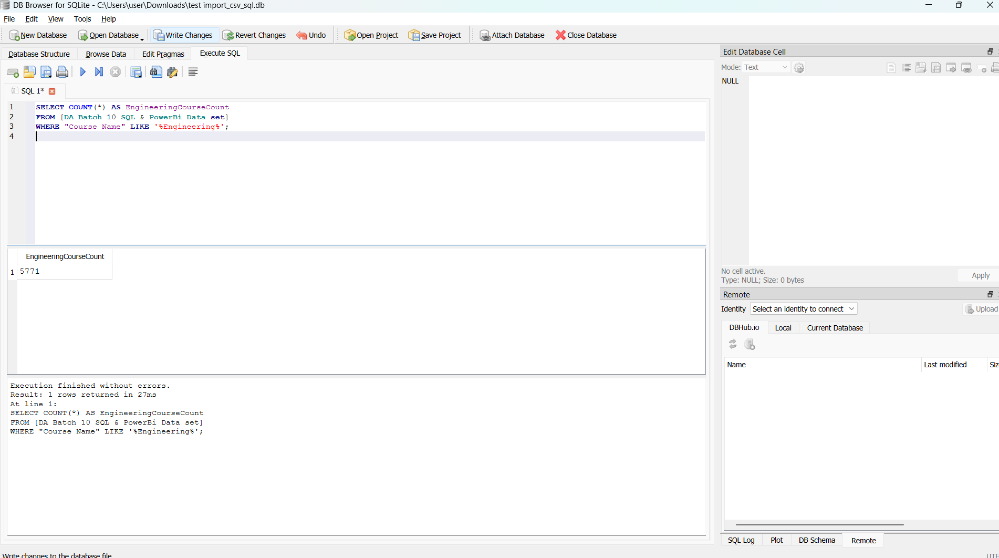 DB Browser for SQLite - C:\Users\user\Downloads\test import_csv_sql.db
File Edit View Tools Help
New Database Open Database Write Changes Revert Changes Undo Open Project Save Project Attach Database Close Database
Database Structure Browse Data Edit Pragmas Execute SQL
SQL 1*
1 SELECT COUNT(*) AS EngineeringCourseCount
2 FROM [DA Batch 10 SQL & PowerBi Data set]
3 WHERE "Course Name" LIKE '%Engineering%';
4
EngineeringCourseCount
1 5771
Execution finished without errors.
Result: 1 rows returned in 27ms
At line 1:
SELECT COUNT(*) AS EngineeringCourseCount
FROM [DA Batch 10 SQL & PowerBi Data set]
WHERE "Course Name" LIKE '%Engineering%';
Edit Database Cell
Mode: Text
NULL
No cell active.
Type: NULL; Size: 0 bytes
Apply
Remote
Identity Select an identity to connect Upload
DBHub.io Local Current Database
Name Last modified Siz
SQL Log Plot DB Schema Remote
Write changes to the database file